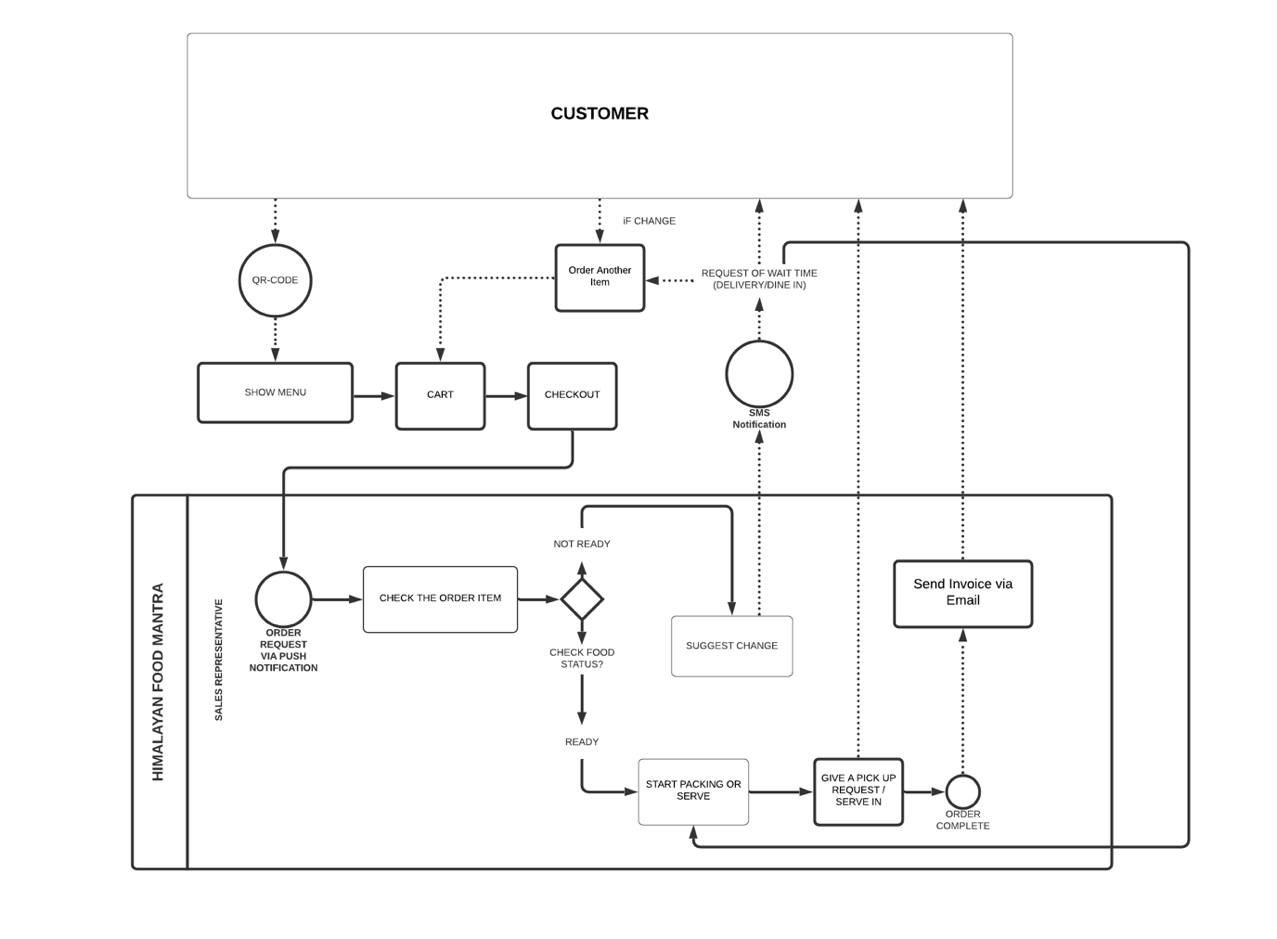 CUSTOMER
iF CHANGE
QR-CODE
Order Another
Item
REQUEST OF WAIT TIME
(DELIVERY/DINE IN)
SHOW MENU
CART
CHECKOUT
SMS
Notification
HIMALAYAN FOOD MANTRA
SALES REPRESENTATIVE
ORDER
REQUEST
VIA PUSH
NOTIFICATION
CHECK THE ORDER ITEM
NOT READY
CHECK FOOD
STATUS?
READY
SUGGEST CHANGE
Send Invoice via
Email
START PACKING OR
SERVE
GIVE A PICK UP
REQUEST /
SERVE IN
ORDER
COMPLETE